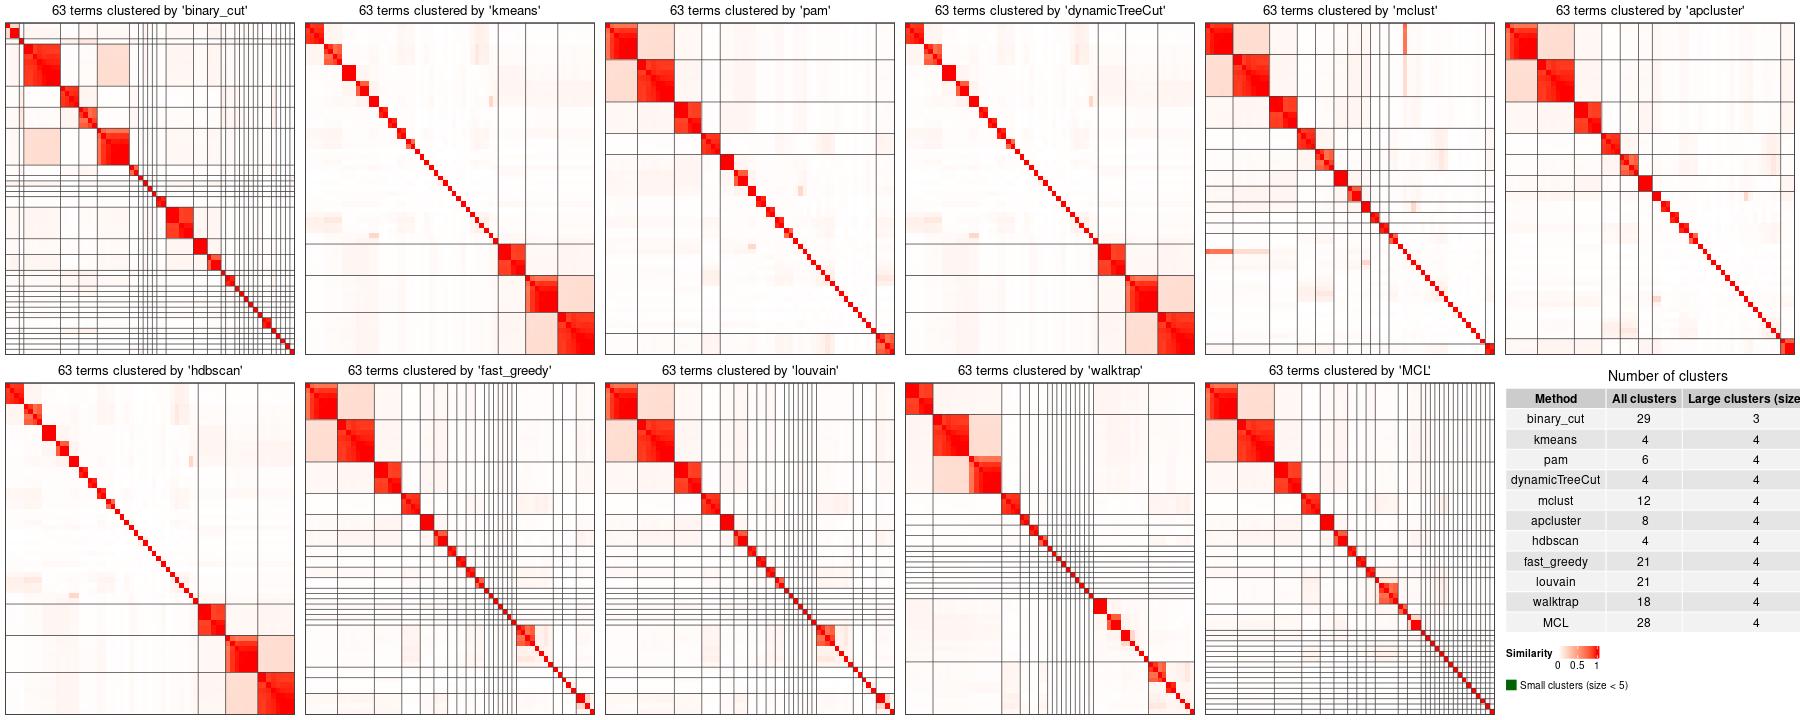 63 terms clustered by 'binary_cut'
63 terms clustered by 'kmeans'
63 terms clustered by 'pam'
63 terms clustered by 'dynamicTreeCut'
63 terms clustered by 'mclust'
63 terms clustered by 'apcluster'
63 terms clustered by 'hdbscan'
63 terms clustered by 'fast_greedy'
63 terms clustered by 'louvain'
63 terms clustered by 'walktrap'
63 terms clustered by 'MCL'
Number of clusters
Method All clusters Large clusters (size
binary_cut 29 3
kmeans 4 4
pam 6 4
dynamicTreeCut 4 4
mclust 12 4
apcluster 8 4
hdbscan 4 4
fast_greedy 21 4
louvain 21 4
walktrap 18 4
MCL 28 4
Similarity
0 0.5 1
Small clusters (size < 5)